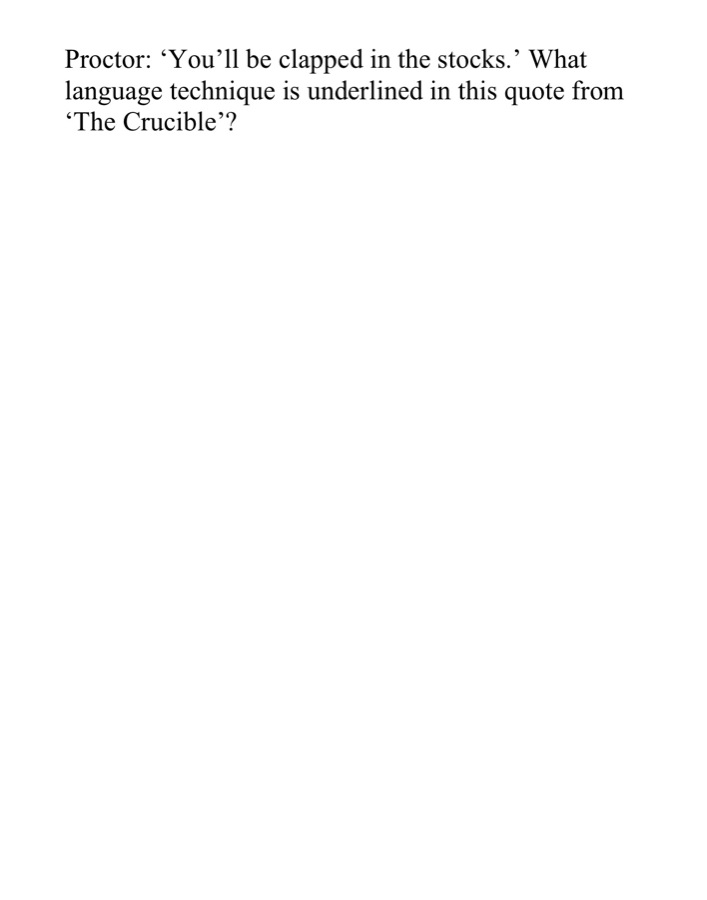 Proctor: ‘You’ll be clapped in the stocks.’ What
language technique is underlined in this quote from
‘The Crucible’?